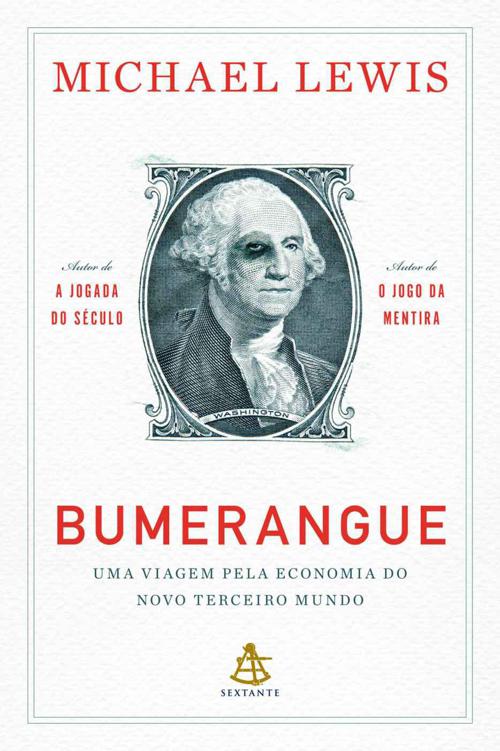 MICHAEL LEWIS
Autor de
A JOGADA
DO SÉCULO
Autor de
O JOGO DA
MENTIRA
WASHINGTON
BUMERANGUE
UMA VIAGEM PELA ECONOMIA DO
NOVO TERCEIRO MUNDO
SEXTANTE